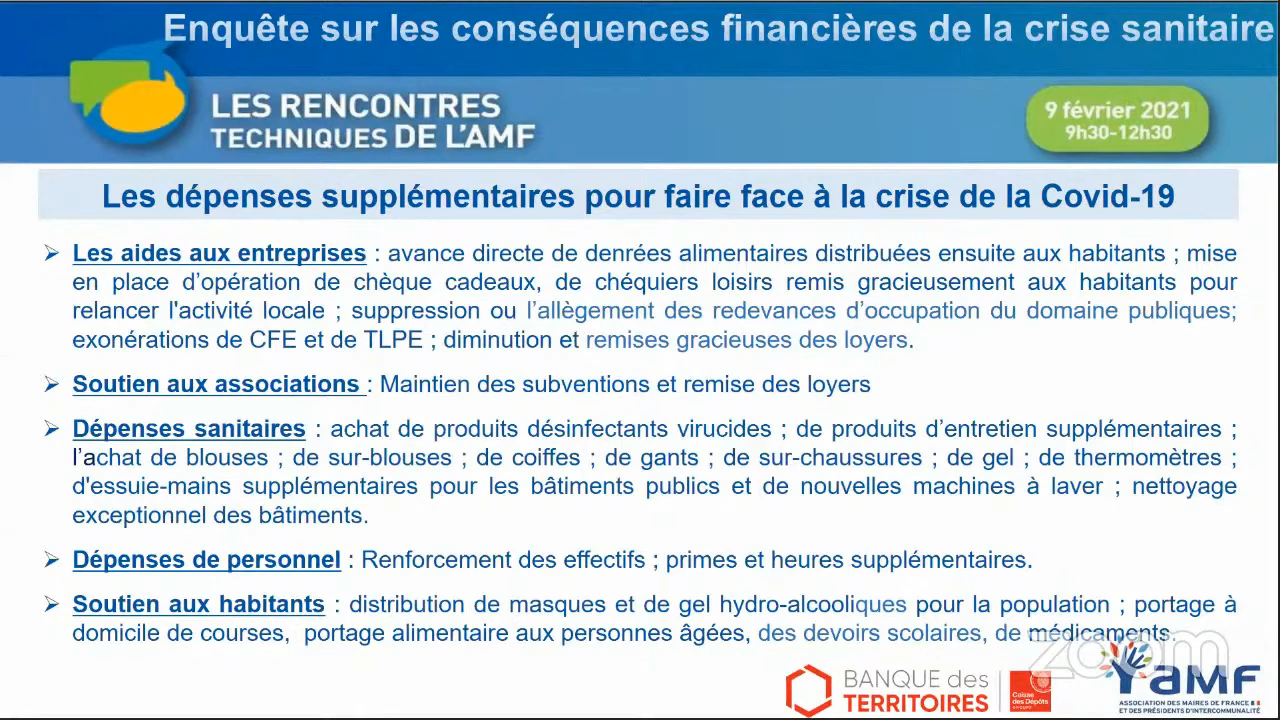 Enquête sur les conséquences financières de la crise sanitaire
LES RENCONTRES
TECHNIQUES DE L'AMF
9 février 2021
9h30-12h30
Les dépenses supplémentaires pour faire face à la crise de la Covid-19
➢ Les aides aux entreprises : avance directe de denrées alimentaires distribuées ensuite aux habitants ; mise
en place d’opération de chèque cadeaux, de chéquiers loisirs remis gracieusement aux habitants pour
relancer l'activité locale ; suppression ou l’allègement des redevances d’occupation du domaine publiques;
exonérations de CFE et de TLPE ; diminution et remises gracieuses des loyers.
➢ Soutien aux associations : Maintien des subventions et remise des loyers
➢ Dépenses sanitaires : achat de produits désinfectants virucides ; de produits d’entretien supplémentaires ;
l’achat de blouses ; de sur-blouses ; de coiffes ; de gants ; de sur-chaussures ; de gel ; de thermomètres ;
d'essuie-mains supplémentaires pour les bâtiments publics et de nouvelles machines à laver ; nettoyage
exceptionnel des bâtiments.
➢ Dépenses de personnel : Renforcement des effectifs ; primes et heures supplémentaires.
➢ Soutien aux habitants : distribution de masques et de gel hydro-alcooliques pour la population ; portage à
domicile de courses, portage alimentaire aux personnes âgées, des devoirs scolaires, de médicaments.
zoom
BANQUE des
TERRITOIRES
Caisse
des Dépôts
GROUPE
AMF
ASSOCIATION DES MAIRES DE FRANCE
ET DES PRÉSIDENTS D'INTERCOMMUNALITÉ